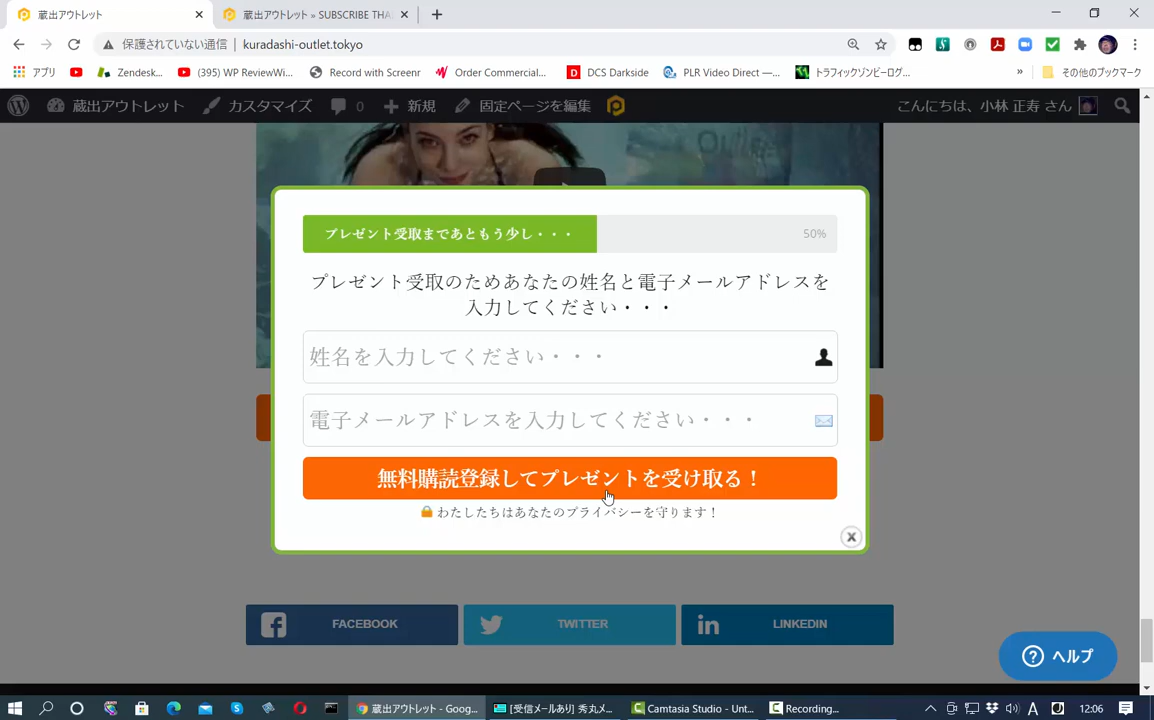 蔵出アウトレット
蔵出アウトレット » SUBSCRIBE THA
保護されていない通信
kuradashi-outlet.tokyo
アプリ
Zendesk...
(395) WP ReviewWi...
Record with Screenr
Order Commercial...
DCS Darkside
PLR Video Direct —...
トラフィックゾンビーログ...
»
その他のブックマーク
蔵出アウトレット
カスタマイズ
0
新規
固定ページを編集
こんにちは、小林 正寿 さん
プレゼント受取まであともう少し・・・
50%
プレゼント受取のためあなたの姓名と電子メールアドレスを
入力してください・・・
姓名を入力してください・・・
電子メールアドレスを入力してください・・・
無料購読登録してプレゼントを受け取る！
わたしたちはあなたのプライバシーを守ります！
x
FACEBOOK
TWITTER
LINKEDIN
ヘルプ
蔵出アウトレット - Goog...
[受信メールあり] 秀丸メ...
Camtasia Studio - Unt...
Recording...
A
12:06